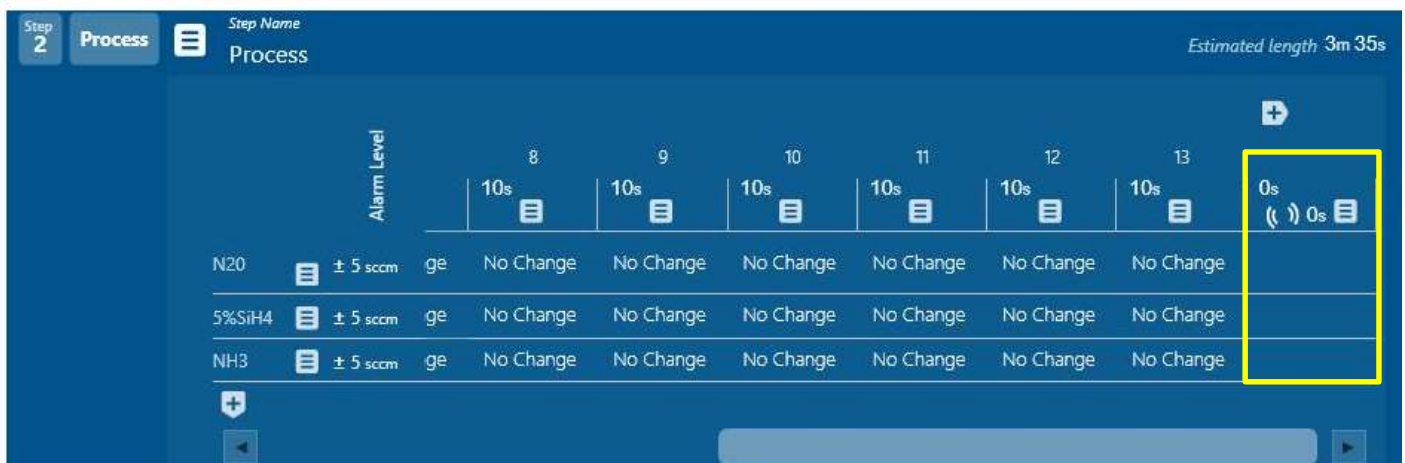 Step
2
Process
Step Name
Process
Estimated length 3m 35s
Alarm Level
8 9 10 11 12 13
10s 10s 10s 10s 10s 10s 0s
(( )) 0s
N20 ± 5 sccm ge No Change No Change No Change No Change No Change No Change
5%SiH4 ± 5 sccm ge No Change No Change No Change No Change No Change No Change
NH3 ± 5 sccm ge No Change No Change No Change No Change No Change No Change